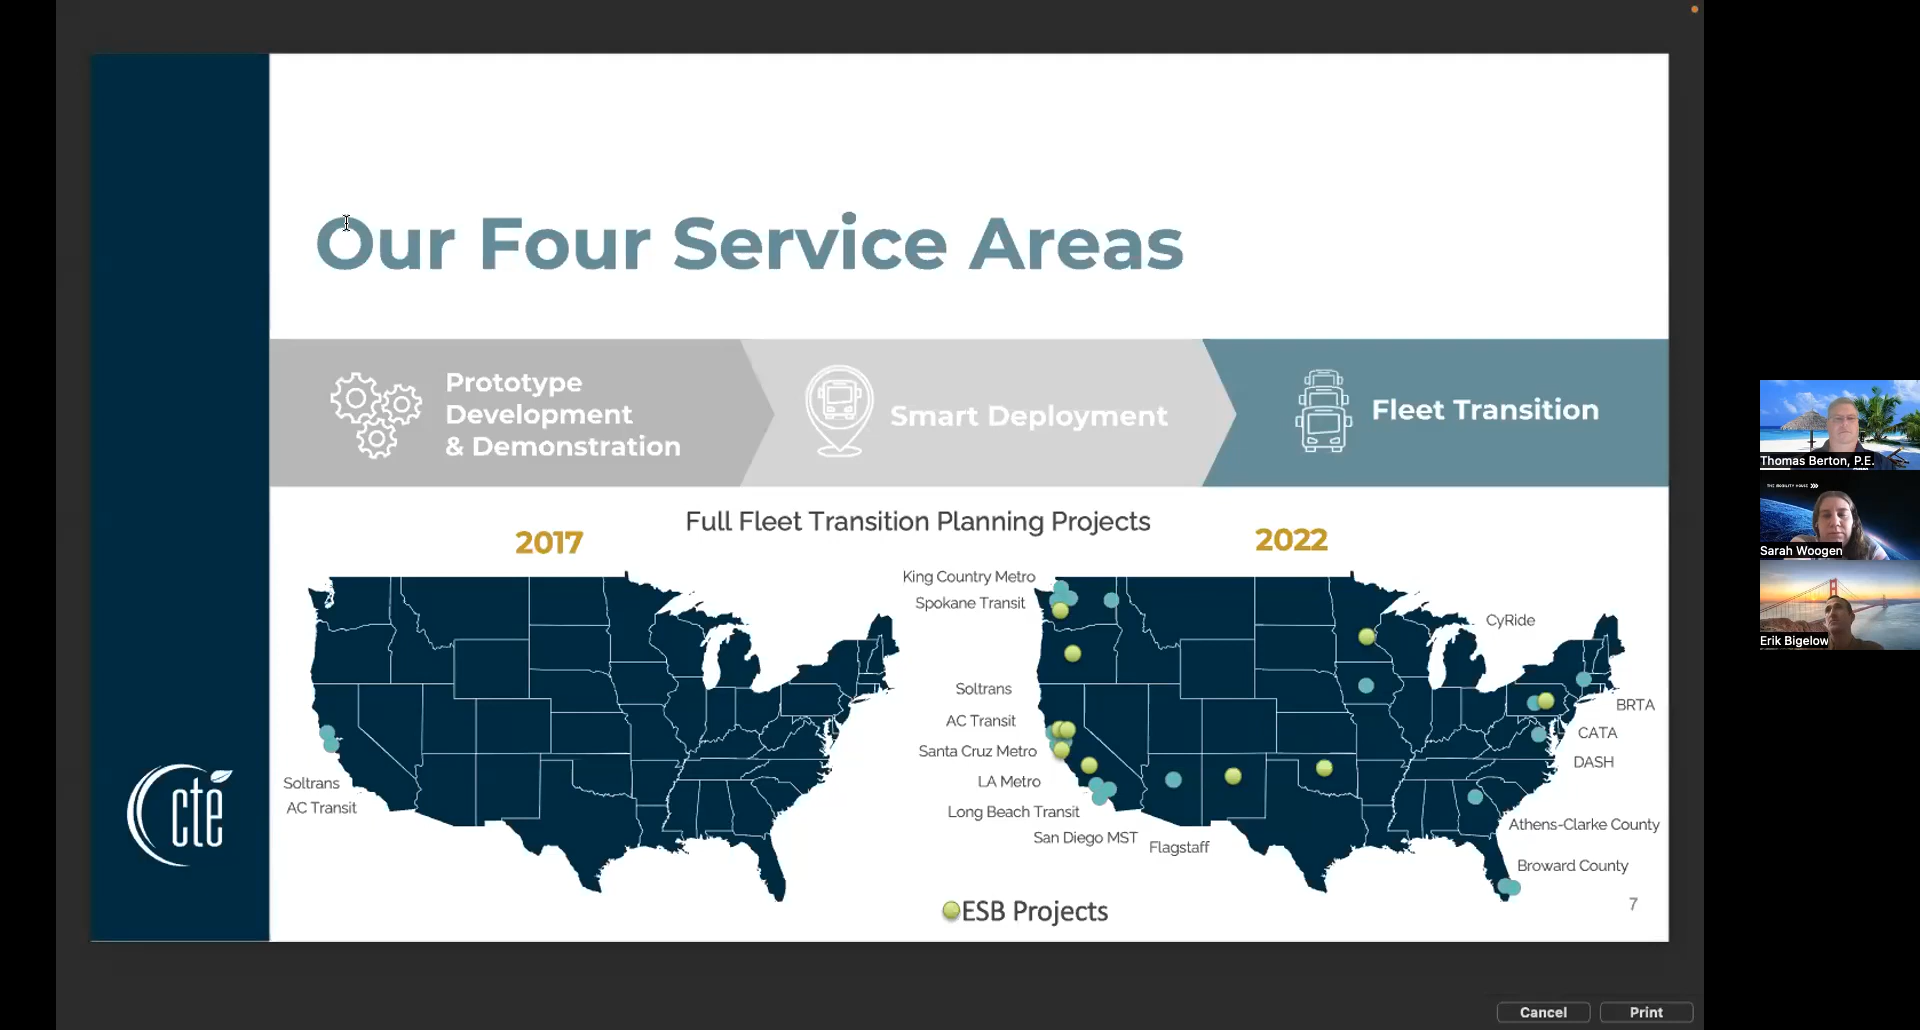 Our Four Service Areas
Prototype
Development
& Demonstration
Smart Deployment
Fleet Transition
Full Fleet Transition Planning Projects
2017
2022
Soltrans
AC Transit
King Country Metro
Spokane Transit
Soltrans
AC Transit
Santa Cruz Metro
LA Metro
Long Beach Transit
San Diego MST
Flagstaff
CyRide
BRTA
CATA
DASH
Athens-Clarke County
Broward County
ESB Projects
7
cte
Thomas Berton, P.E.
THE MOBILITY HOUSE
Sarah Woogen
Erik Bigelow
Cancel
Print